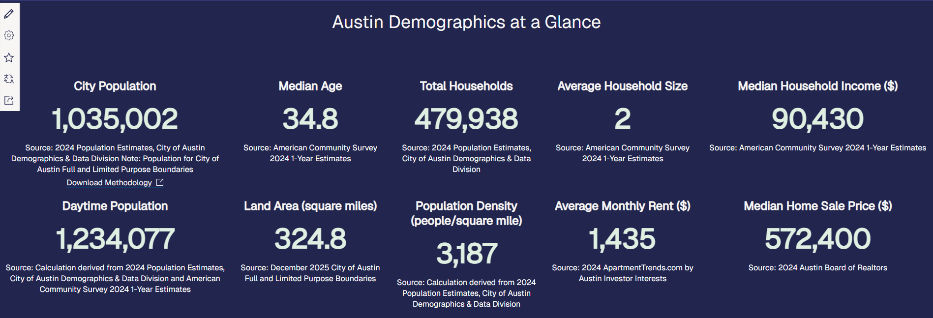 Austin Demographics at a Glance
City Population
1,035,002
Source: 2024 Population Estimates, City of Austin
Demographics & Data Division Note: Population for City of
Austin Full and Limited Purpose Boundaries
Download Methodology
Median Age
34.8
Source: American Community Survey
2024 1-Year Estimates
Total Households
479,938
Source: 2024 Population Estimates,
City of Austin Demographics & Data
Division
Average Household Size
2
Source: American Community Survey
2024 1-Year Estimates
Median Household Income ($)
90,430
Source: American Community Survey 2024 1-Year Estimates
Daytime Population
1,234,077
Source: Calculation derived from 2024 Population Estimates,
City of Austin Demographics & Data Division and American
Community Survey 2024 1-Year Estimates
Land Area (square miles)
324.8
Source: December 2025 City of Austin
Full and Limited Purpose Boundaries
Population Density
(people/square mile)
3,187
Source: Calculation derived from 2024
Population Estimates, City of Austin
Demographics & Data Division
Average Monthly Rent ($)
1,435
Source: 2024 ApartmentTrends.com by
Austin Investor Interests
Median Home Sale Price ($)
572,400
Source: 2024 Austin Board of Realtors